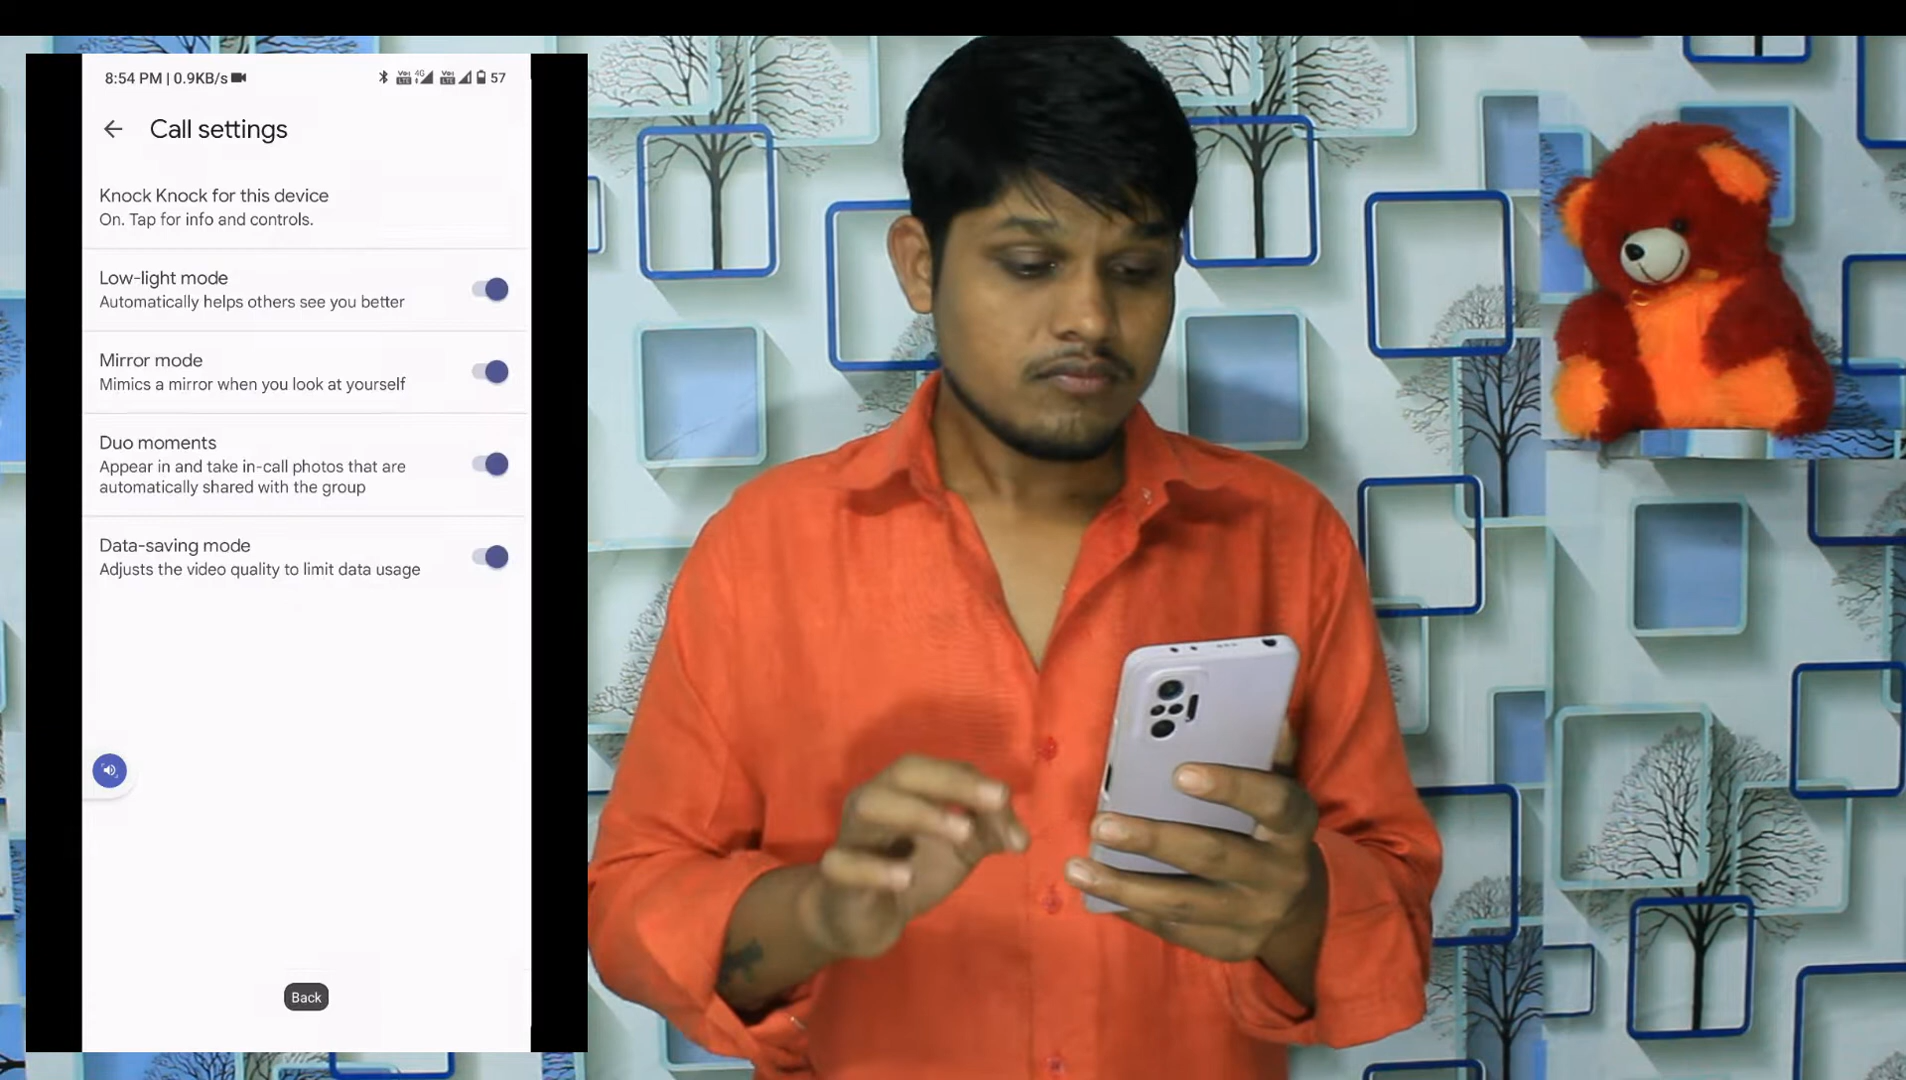 8:54 PM | 0.9KB/s 57
Call settings
Knock Knock for this device
On. Tap for info and controls.
Low-light mode
Automatically helps others see you better
Mirror mode
Mimics a mirror when you look at yourself
Duo moments
Appear in and take in-call photos that are
automatically shared with the group
Data-saving mode
Adjusts the video quality to limit data usage
Back